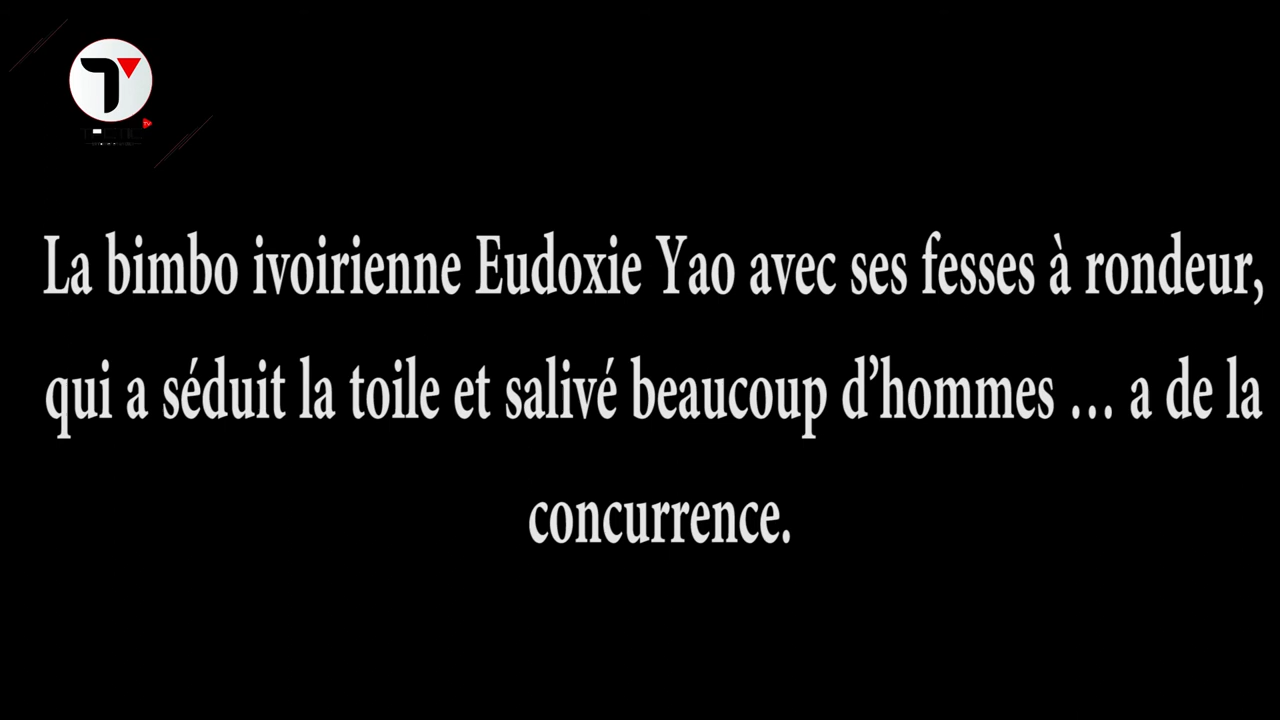 TV
La bimbo ivoirienne Eudoxie Yao avec ses fesses à rondeur,
qui a séduit la toile et salivé beaucoup d’hommes … a de la
concurrence.